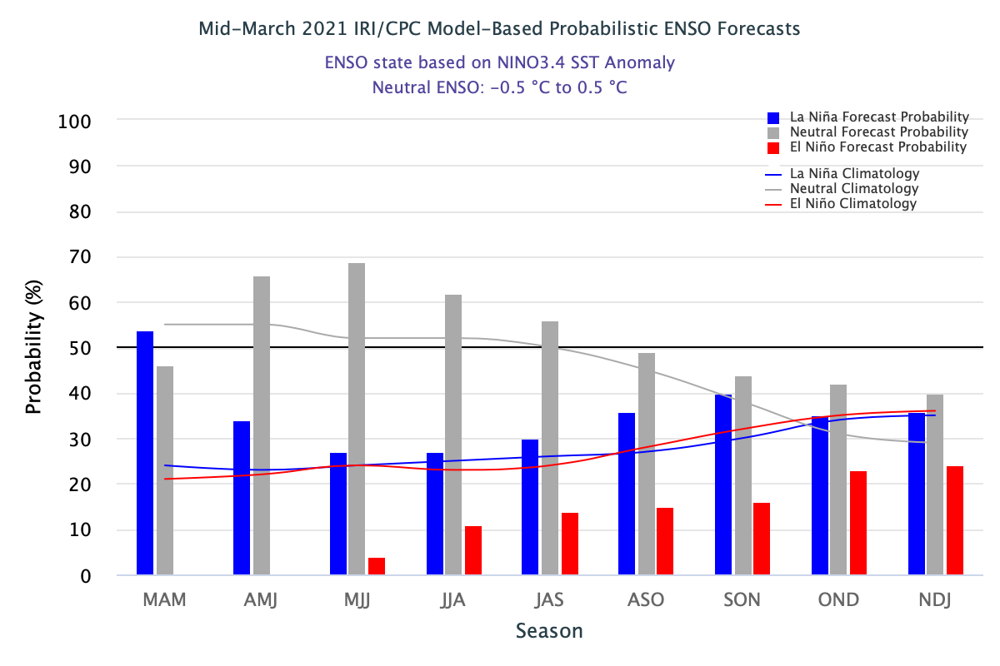 Mid-March 2021 IRI/CPC Model-Based Probabilistic ENSO Forecasts
ENSO state based on NINO3.4 SST Anomaly
Neutral ENSO: -0.5 °C to 0.5 °C
La Niña Forecast Probability
Neutral Forecast Probability
El Niño Forecast Probability
La Niña Climatology
Neutral Climatology
El Niño Climatology
Probability (%)
100
90
80
70
60
50
40
30
20
10
0
MAM AMJ MJJ JJA JAS ASO SON OND NDJ
Season